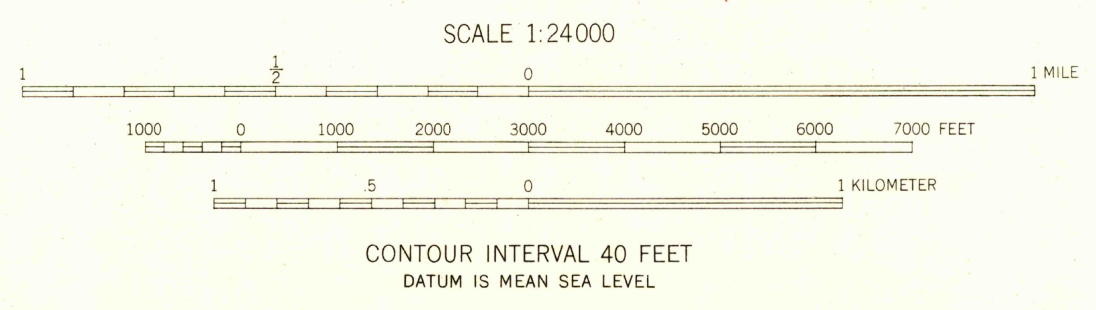 SCALE 1:24000
1 1/2 0 1 MILE
1000 0 1000 2000 3000 4000 5000 6000 7000 FEET
1 .5 0 1 KILOMETER
CONTOUR INTERVAL 40 FEET
DATUM IS MEAN SEA LEVEL